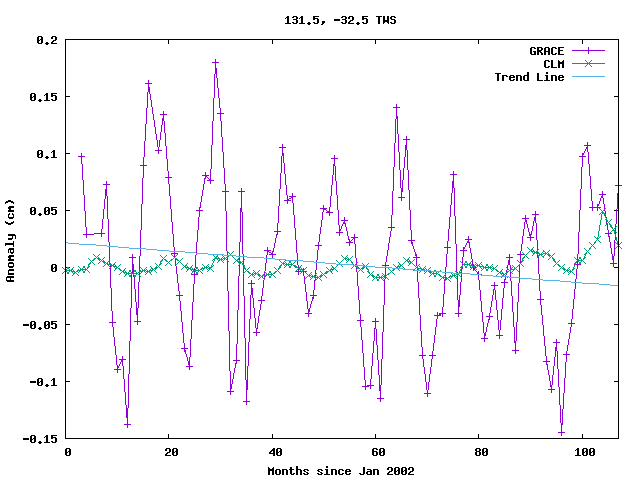 131.5, -32.5 TWS
GRACE
CLM
Trend Line
0.2
0.15
0.1
0.05
0
-0.05
-0.1
-0.15
Anomaly (cm)
0 20 40 60 80 100
Months since Jan 2002